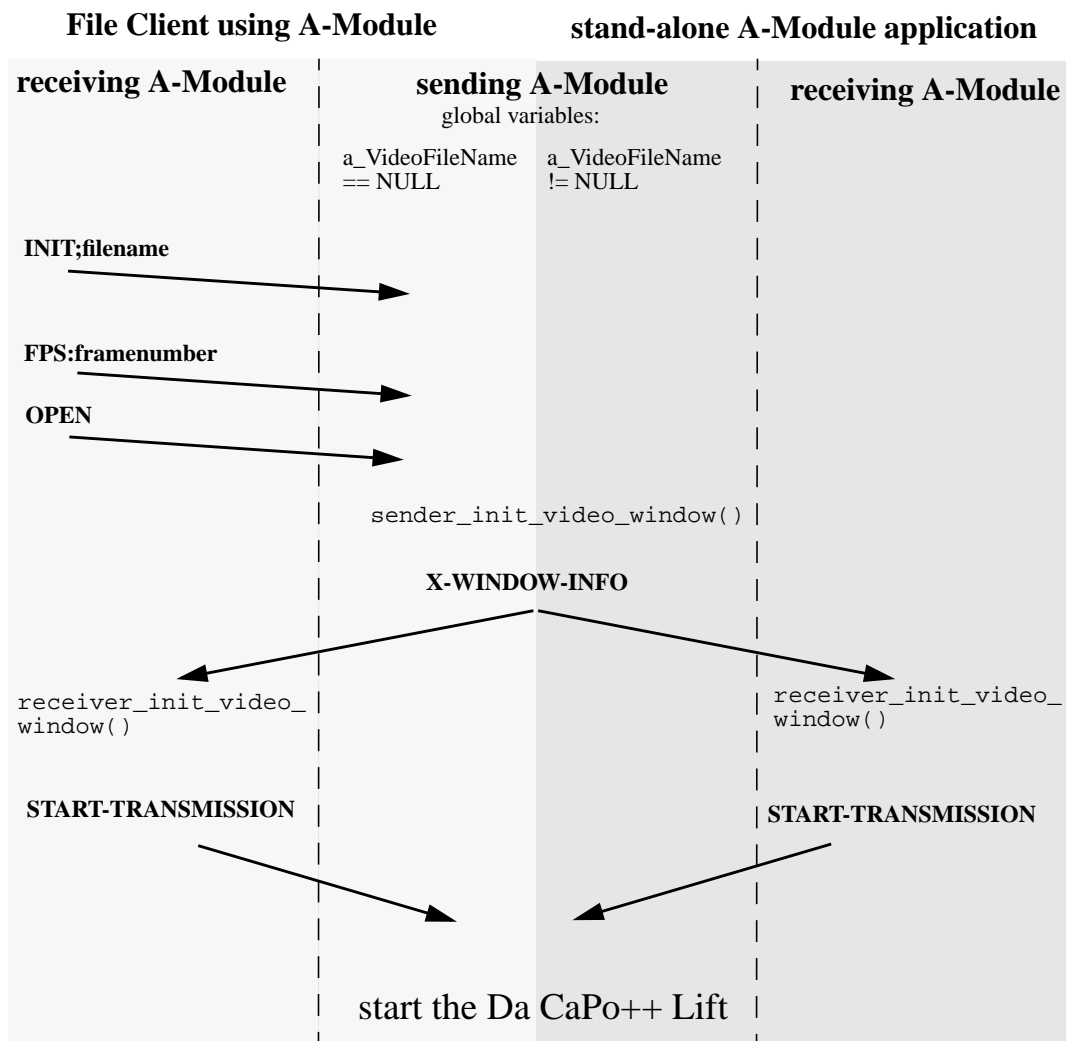 File Client using A-Module
stand-alone A-Module application
receiving A-Module
sending A-Module
receiving A-Module
global variables:
a_VideoFileName
== NULL
a_VideoFileName
!= NULL
INIT;filename
FPS:framenumber
OPEN
sender_init_video_window()
X-WINDOW-INFO
receiver_init_video_
window()
receiver_init_video_
window()
START-TRANSMISSION
START-TRANSMISSION
start the Da CaPo++ Lift